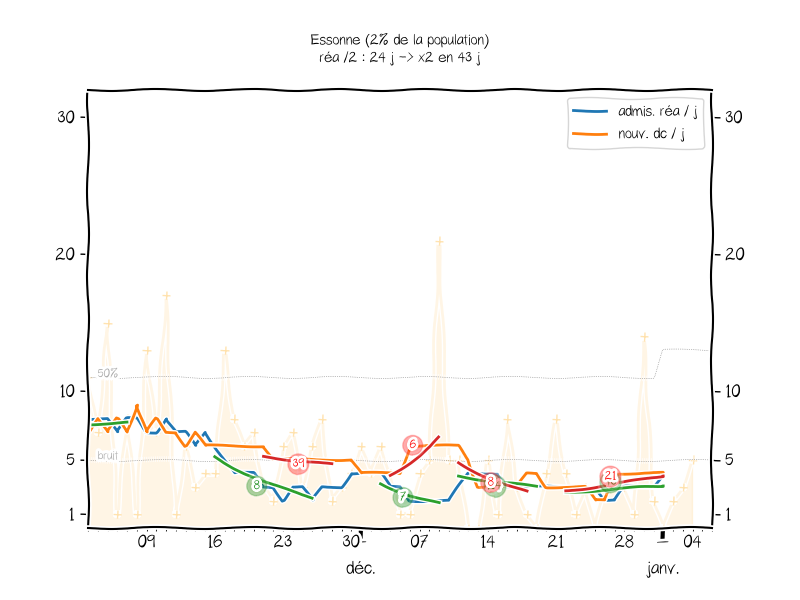 Essonne (2% de la population)
réa /2 : 24 j -> x2 en 43 j
admis. réa / j
nouv. dc / j
30 30
20 20
50%
10 10
bruit
5 5
1 1
6
39
8
7
8
21
09 16 23 30 07 14 21 28 04
déc. janv.